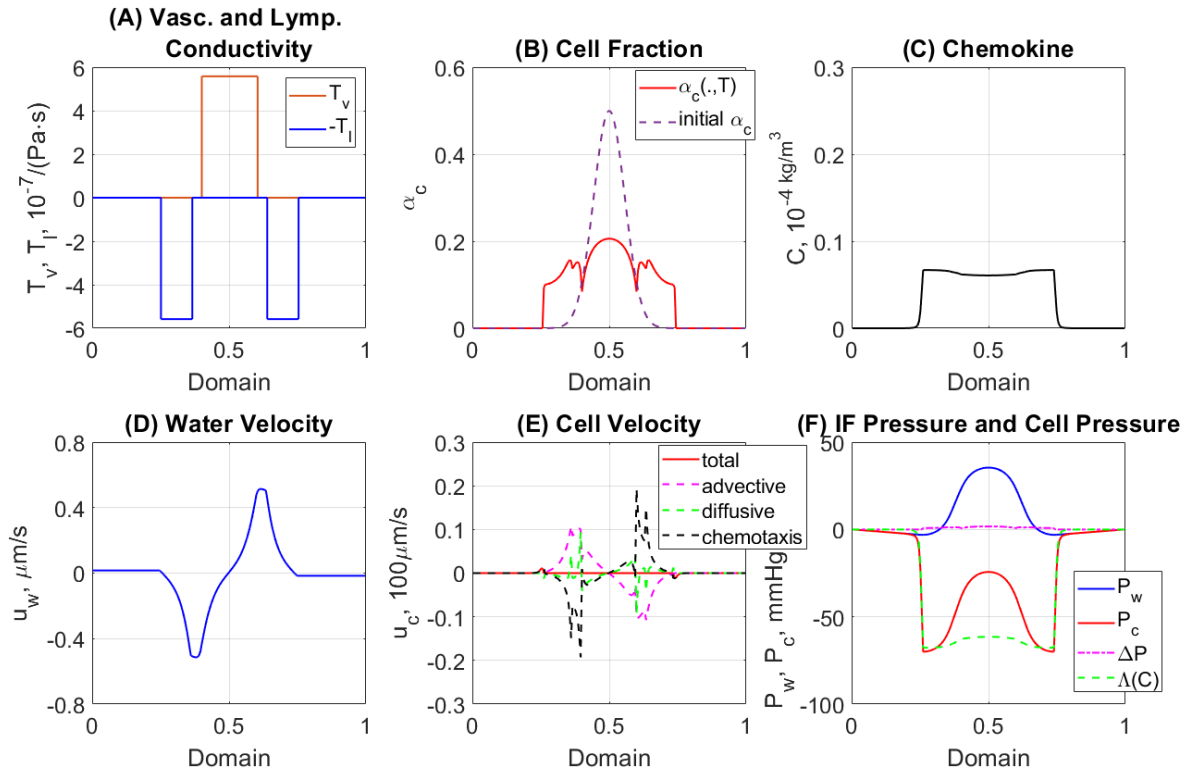 (A) Vasc. and Lymp.
Conductivity
T_v, T_l, 10^-7/(Pa·s)
6
4
2
0
-2
-4
-6
0
0.5
1
Domain
T_v
-T_l
(B) Cell Fraction
α_c
0.6
0.4
0.2
0
0
0.5
1
Domain
α_c(.,T)
initial α_c
(C) Chemokine
C, 10^-4 kg/m^3
0.3
0.2
0.1
0
0
0.5
1
Domain
(D) Water Velocity
u_w, μm/s
0.8
0.4
0
-0.4
-0.8
0
0.5
1
Domain
(E) Cell Velocity
u_c, 100μm/s
0.3
0.2
0.1
0
-0.1
-0.2
-0.3
0
0.5
1
Domain
total
advective
diffusive
chemotaxis
(F) IF Pressure and Cell Pressure
P_w, P_c, mmHg
50
0
-50
-100
0
0.5
1
Domain
P_w
P_c
ΔP
Λ(C)